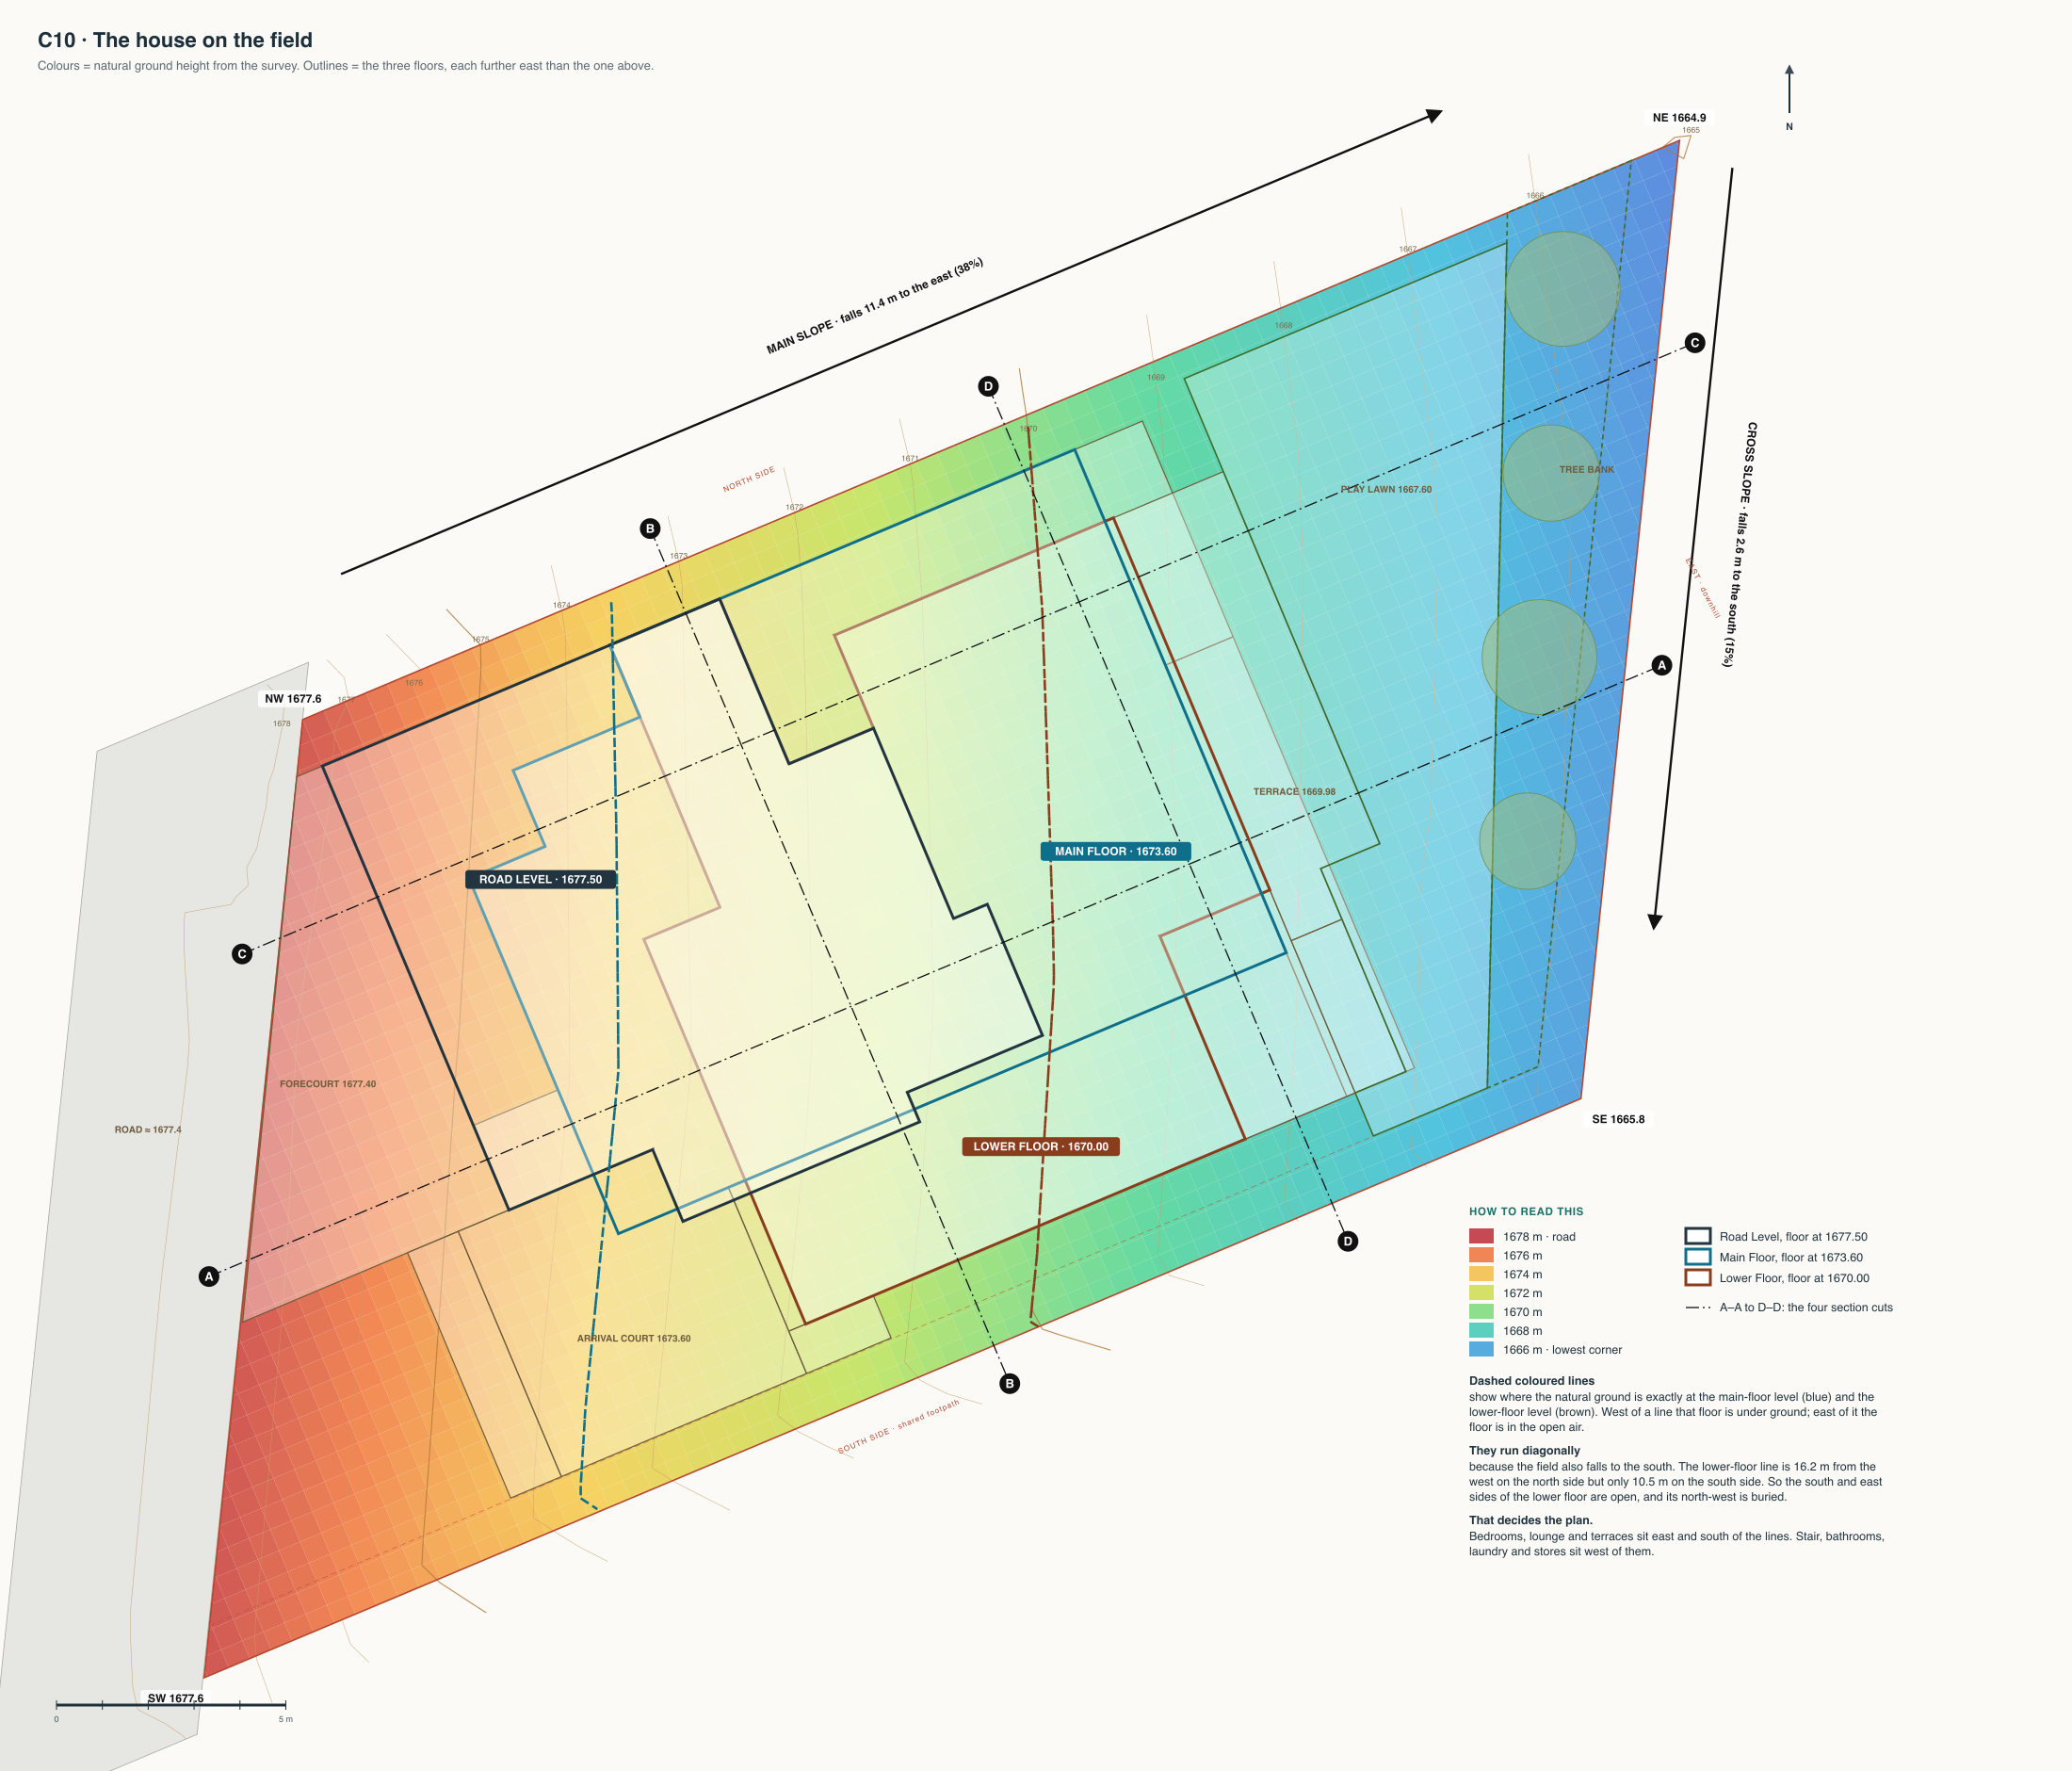 C10 · The house on the field
Colours = natural ground height from the survey. Outlines = the three floors, each further east than the one above.
N
NE 1664.9
1665
1666
1667
MAIN SLOPE · falls 11.4 m to the east (38%)
1668
C
1669
D
1670
1671
NORTH SIDE
CROSS SLOPE · falls 2.6 m to the south (15%)
TREE BANK
PLAY LAWN 1667.60
1672
B
1673
EAST · downhill
1674
1675
A
1676
NW 1677.6
1678
TERRACE 1669.98
MAIN FLOOR · 1673.60
ROAD LEVEL · 1677.50
C
FORECOURT 1677.40
ROAD ≈ 1677.4
SE 1665.8
LOWER FLOOR · 1670.00
D
A
ARRIVAL COURT 1673.60
B
SOUTH SIDE · shared footpath
SW 1677.6
0
5 m
HOW TO READ THIS
1678 m · road
1676 m
1674 m
1672 m
1670 m
1668 m
1666 m · lowest corner
Road Level, floor at 1677.50
Main Floor, floor at 1673.60
Lower Floor, floor at 1670.00
A–A to D–D: the four section cuts
Dashed coloured lines
show where the natural ground is exactly at the main-floor level (blue) and the
lower-floor level (brown). West of a line that floor is under ground; east of it the
floor is in the open air.
They run diagonally
because the field also falls to the south. The lower-floor line is 16.2 m from the
west on the north side but only 10.5 m on the south side. So the south and east
sides of the lower floor are open, and its north-west is buried.
That decides the plan.
Bedrooms, lounge and terraces sit east and south of the lines. Stair, bathrooms,
laundry and stores sit west of them.